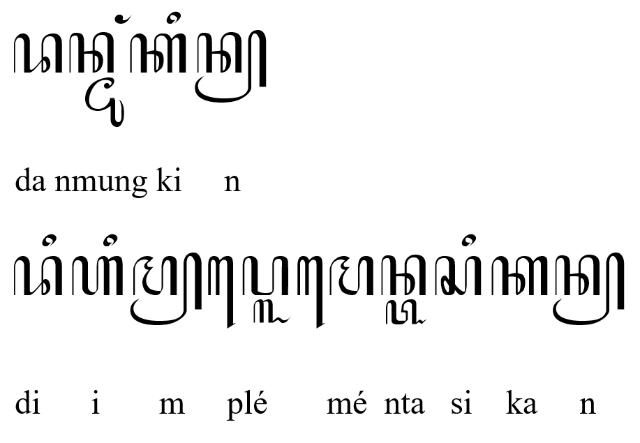 ꦢꦤ꧀ꦩꦸꦁꦏꦶꦤ꧀
da nmung ki n
ꦢꦶꦲꦶꦩ꧀ꦥ꧀ꦭꦺꦩꦺꦤ꧀ꦠꦱꦶꦏꦤ꧀
di i m plé mé nta si ka n